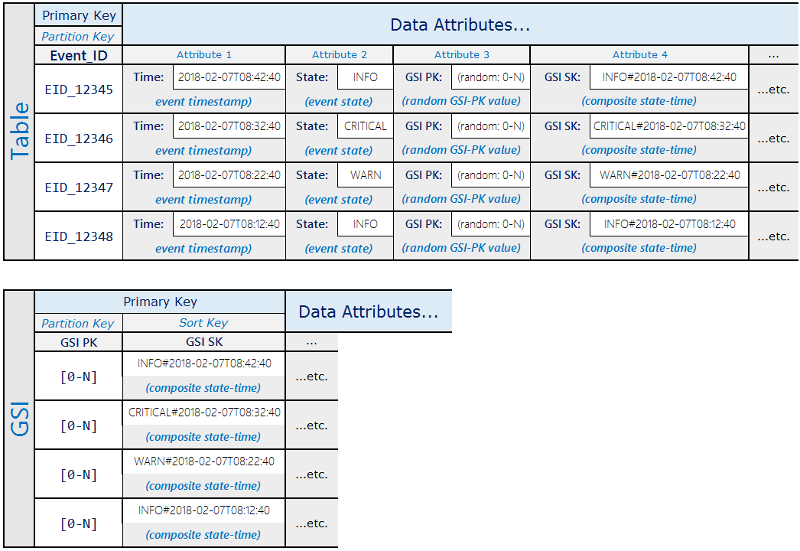 Table
Primary Key
Data Attributes...
Partition Key
Event_ID
Attribute 1
Attribute 2
Attribute 3
Attribute 4
...
EID_12345
Time: 2018-02-07T08:42:40
(event timestamp)
State: INFO
(event state)
GSI PK: (random: 0-N)
(random GSI-PK value)
GSI SK: INFO#2018-02-07T08:42:40
(composite state-time)
...etc.
EID_12346
Time: 2018-02-07T08:32:40
(event timestamp)
State: CRITICAL
(event state)
GSI PK: (random: 0-N)
(random GSI-PK value)
GSI SK: CRITICAL#2018-02-07T08:32:40
(composite state-time)
...etc.
EID_12347
Time: 2018-02-07T08:22:40
(event timestamp)
State: WARN
(event state)
GSI PK: (random: 0-N)
(random GSI-PK value)
GSI SK: WARN#2018-02-07T08:22:40
(composite state-time)
...etc.
EID_12348
Time: 2018-02-07T08:12:40
(event timestamp)
State: INFO
(event state)
GSI PK: (random: 0-N)
(random GSI-PK value)
GSI SK: INFO#2018-02-07T08:12:40
(composite state-time)
...etc.
GSI
Primary Key
Data Attributes...
Partition Key
Sort Key
GSI PK
GSI SK
...
[0-N]
INFO#2018-02-07T08:42:40
(composite state-time)
...etc.
[0-N]
CRITICAL#2018-02-07T08:32:40
(composite state-time)
...etc.
[0-N]
WARN#2018-02-07T08:22:40
(composite state-time)
...etc.
[0-N]
INFO#2018-02-07T08:12:40
(composite state-time)
...etc.